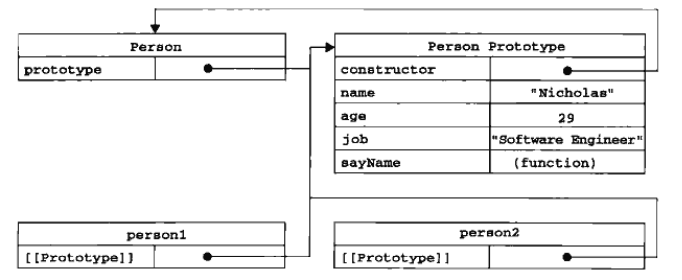 Person
prototype
Person Prototype
constructor
name "Nicholas"
age 29
job "Software Engineer"
sayName (function)
person1
[[Prototype]]
person2
[[Prototype]]